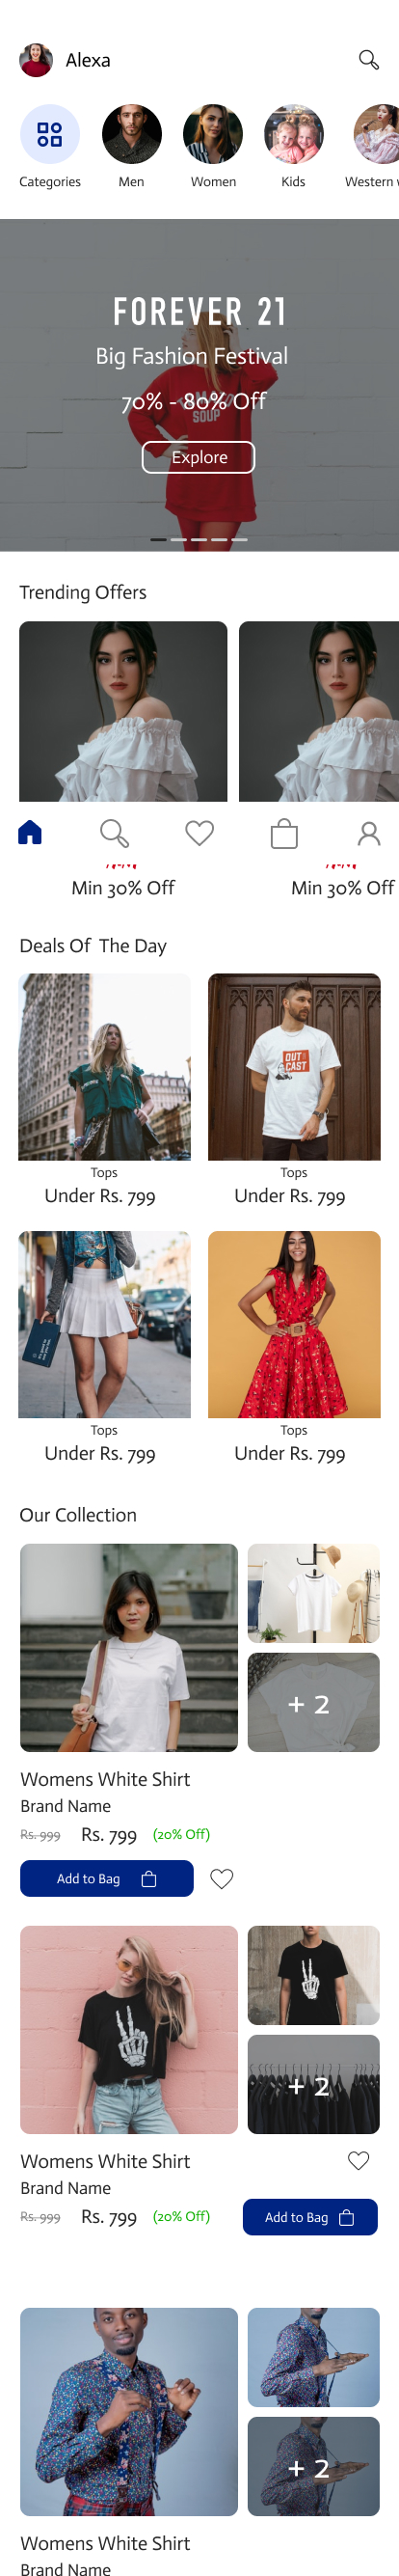 Alexa
Categories Men Women Kids Western
FOREVER 21
Big Fashion Festival
70% - 80% Off
SOUP
Explore
Trending Offers
Min 30% Off Min 30% Off
Deals Of The Day
OUT
CAST
Tops Tops
Under Rs. 799 Under Rs. 799
Tops Tops
Under Rs. 799 Under Rs. 799
Our Collection
+ 2
Womens White Shirt
Brand Name
Rs. 999 Rs. 799 (20% Off)
Add to Bag
+ 2
Womens White Shirt
Brand Name
Rs. 999 Rs. 799 (20% Off)
Add to Bag
+ 2
Womens White Shirt
Brand Name